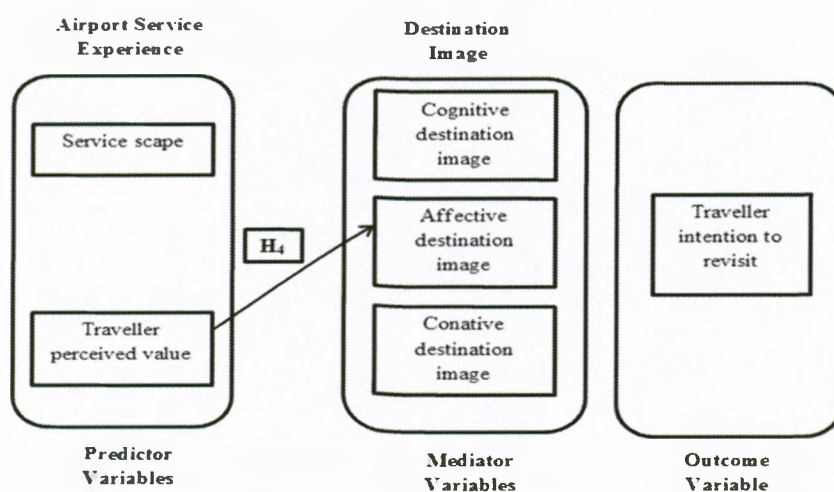 Airport Service
Experience
Destination
Image
Service scape
Cognitive
destination
image
Affective
destination
image
Traveller
intention to
revisit
H₄
Traveller
perceived value
Conative
destination
image
Predictor
Variables
Mediator
Variables
Outcome
Variable